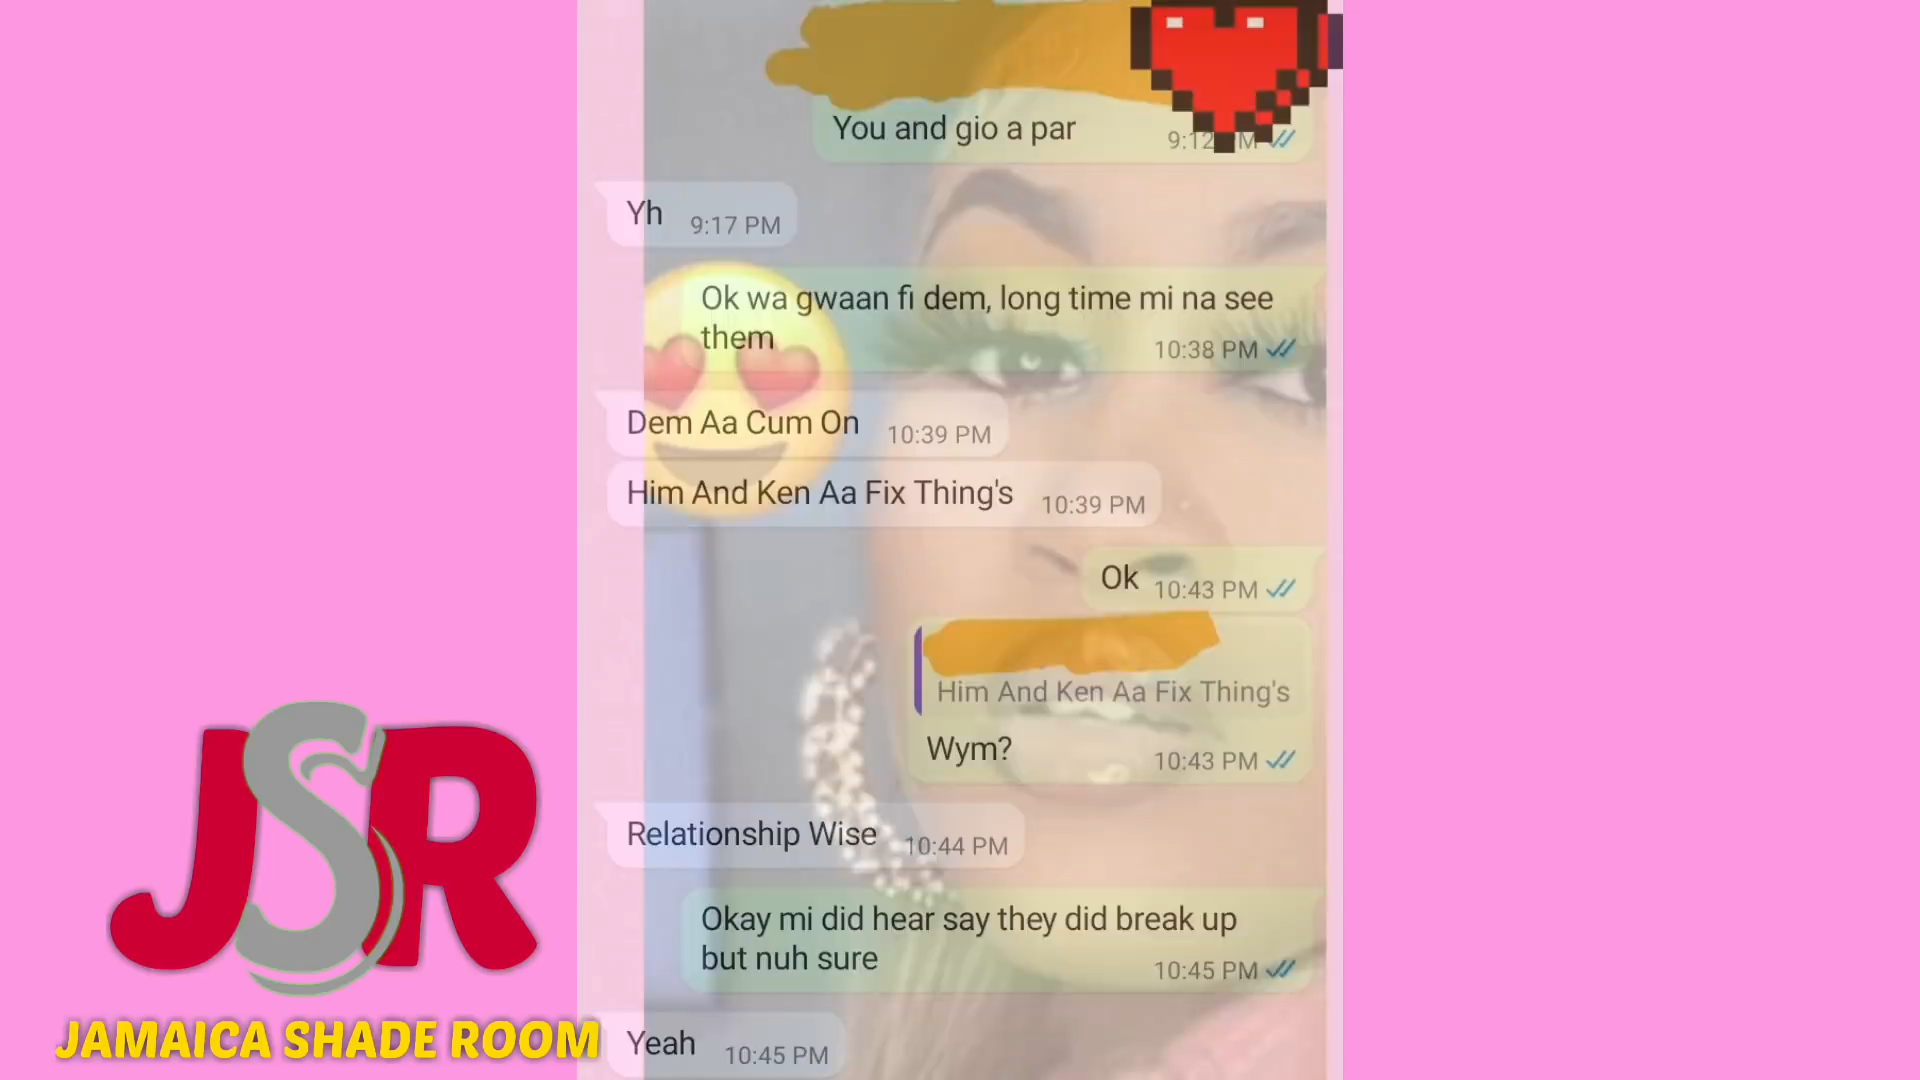 You and gio a par
9:12 PM
Yh
9:17 PM
Ok wa gwaan fi dem, long time mi na see
them
10:38 PM
Dem Aa Cum On
10:39 PM
Him And Ken Aa Fix Thing's
10:39 PM
Ok
10:43 PM
Him And Ken Aa Fix Thing's
Wym?
10:43 PM
Relationship Wise
10:44 PM
Okay mi did hear say they did break up
but nuh sure
10:45 PM
Yeah
10:45 PM
JSR
JAMAICA SHADE ROOM